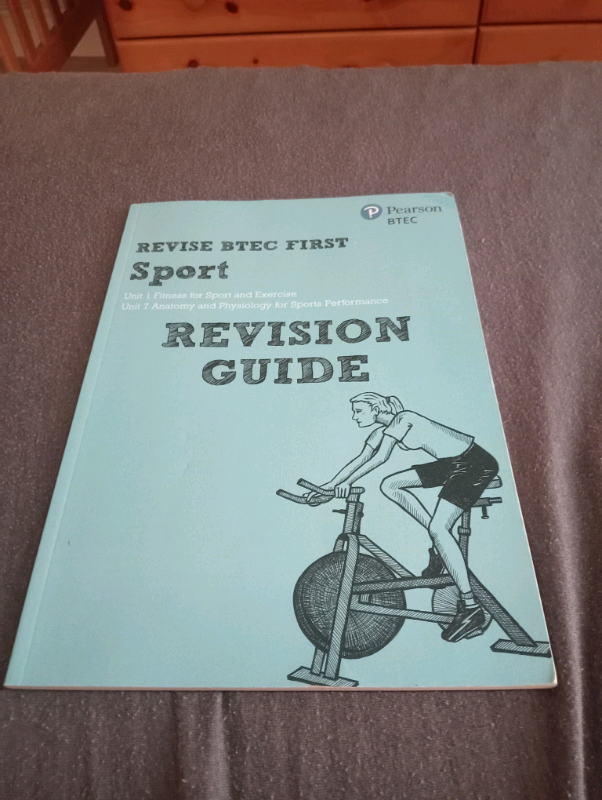 Pearson
BTEC
REVISE BTEC FIRST
Sport
Unit 1 Fitness for Sport and Exercise
Unit 7 Anatomy and Physiology for Sports Performance
REVISION
GUIDE